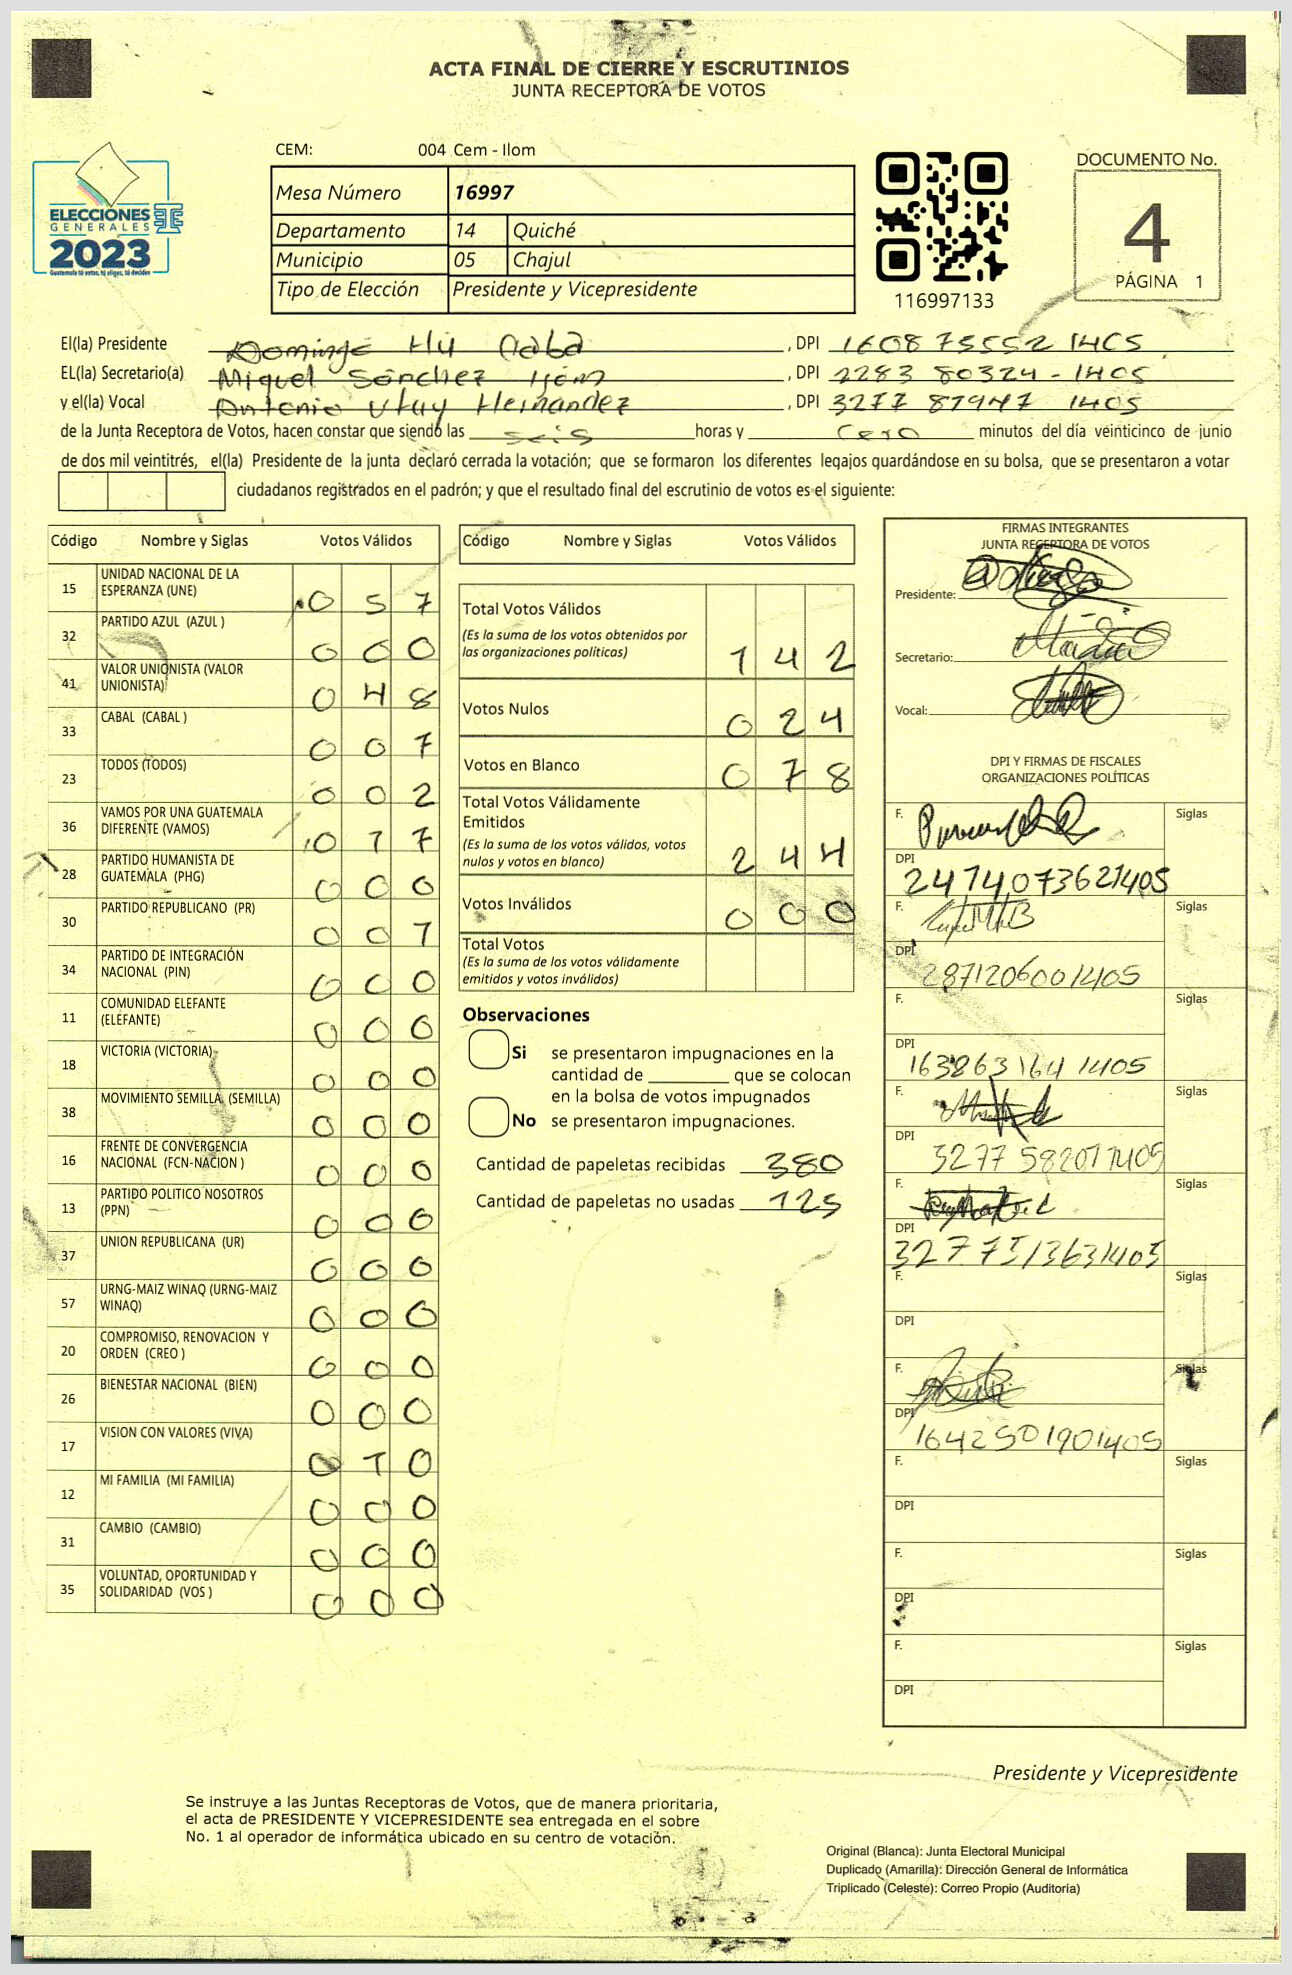 ACTA FINAL DE CIERRE Y ESCRUTINIOS
JUNTA RECEPTORA DE VOTOS
ELECCIONES
GENERALES
2023
Guatemala tú votas, tú eliges, tú decides
CEM: 004 Cem - Ilom
Mesa Número 16997
Departamento 14 Quiché
Municipio 05 Chajul
Tipo de Elección Presidente y Vicepresidente
116997133
DOCUMENTO No.
4
PÁGINA 1
El(la) Presidente Domingo Hú Caba, DPI 1608 75552 1405
EL(la) Secretario(a) Miguel Sánchez, DPI 2283 80324-1405
y el(la) Vocal Antonio Utuy Hernández, DPI 3277 87947 1405
de la Junta Receptora de Votos, hacen constar que siendo las seis horas y cero minutos del día veinticinco de junio
de dos mil veintitrés, el(la) Presidente de la junta declaró cerrada la votación; que se formaron los diferentes legajos guardándose en su bolsa, que se presentaron a votar
ciudadanos registrados en el padrón; y que el resultado final del escrutinio de votos es el siguiente:
Código Nombre y Siglas Votos Válidos
15 UNIDAD NACIONAL DE LA ESPERANZA (UNE) 0 5 7
32 PARTIDO AZUL (AZUL ) 0 0 0
41 VALOR UNIONISTA (VALOR UNIONISTA) 0 4 8
33 CABAL (CABAL ) 0 0 7
23 TODOS (TODOS) 0 0 2
36 VAMOS POR UNA GUATEMALA DIFERENTE (VAMOS) 0 1 7
28 PARTIDO HUMANISTA DE GUATEMALA (PHG) 0 0 0
30 PARTIDO REPUBLICANO (PR) 0 0 1
34 PARTIDO DE INTEGRACIÓN NACIONAL (PIN) 0 0 0
11 COMUNIDAD ELEFANTE (ELEFANTE) 0 0 0
18 VICTORIA (VICTORIA) 0 0 0
38 MOVIMIENTO SEMILLA (SEMILLA) 0 0 0
16 FRENTE DE CONVERGENCIA NACIONAL (FCN-NACION ) 0 0 0
13 PARTIDO POLITICO NOSOTROS (PPN) 0 0 0
37 UNION REPUBLICANA (UR) 0 0 0
57 URNG-MAIZ WINAQ (URNG-MAIZ WINAQ) 0 0 0
20 COMPROMISO, RENOVACION Y ORDEN (CREO ) 0 0 0
26 BIENESTAR NACIONAL (BIEN) 0 0 0
17 VISION CON VALORES (VIVA) 0 1 0
12 MI FAMILIA (MI FAMILIA) 0 0 0
31 CAMBIO (CAMBIO) 0 0 0
35 VOLUNTAD, OPORTUNIDAD Y SOLIDARIDAD (VOS ) 0 0 0
Código Nombre y Siglas Votos Válidos
Total Votos Válidos 1 4 2
(Es la suma de los votos obtenidos por
las organizaciones politicas)
Votos Nulos 0 2 4
Votos en Blanco 0 7 8
Total Votos Válidamente
Emitidos
(Es la suma de los votos válidos, votos
nulos y votos en blanco) 2 4 4
Votos Inválidos 0 0 0
Total Votos
(Es la suma de los votos válidamente
emitidos y votos inválidos)
Observaciones
Si se presentaron impugnaciones en la
cantidad de ________ que se colocan
en la bolsa de votos impugnados
No se presentaron impugnaciones.
Cantidad de papeletas recibidas 380
Cantidad de papeletas no usadas 125
FIRMAS INTEGRANTES
JUNTA RECEPTORA DE VOTOS
Presidente:
Secretario:
Vocal:
DPI Y FIRMAS DE FISCALES
ORGANIZACIONES POLÍTICAS
F. Siglas
DPI 2474073621405
F. Siglas
DPI 2871206001405
F. Siglas
DPI 163863164 1405
F. Siglas
DPI 3277 582071405
F. Siglas
DPI 3277513631405
F. Siglas
DPI
F. Siglas
DPI 1642501901405
F. Siglas
DPI
F. Siglas
DPI
F. Siglas
DPI
Presidente y Vicepresidente
Se instruye a las Juntas Receptoras de Votos, que de manera prioritaria,
el acta de PRESIDENTE Y VICEPRESIDENTE sea entregada en el sobre
No. 1 al operador de informática ubicado en su centro de votación.
Original (Blanca): Junta Electoral Municipal
Duplicado (Amarilla): Dirección General de Informática
Triplicado (Celeste): Correo Propio (Auditoría)